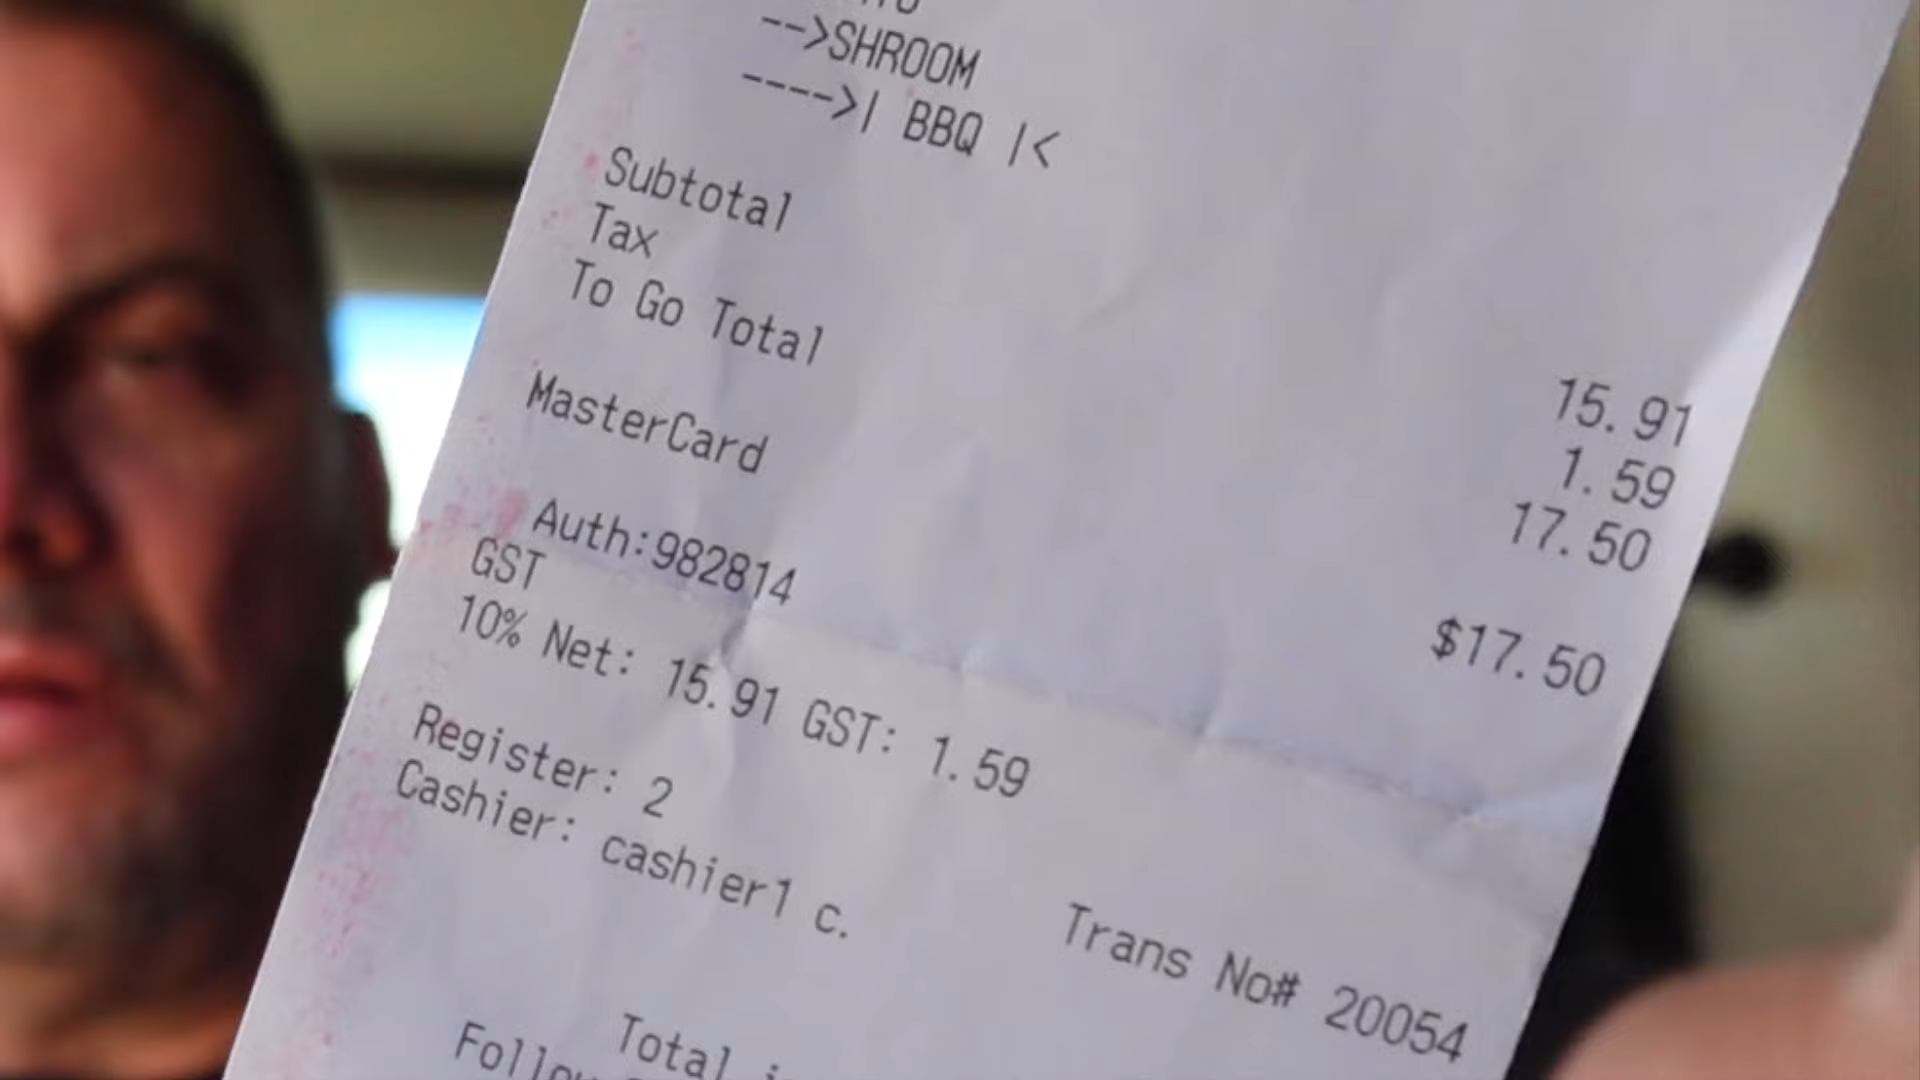 -->SHROOM
---->| BBQ |<
Subtotal 15.91
Tax 1.59
To Go Total 17.50
MasterCard $17.50
Auth:982814
GST
10% Net: 15.91 GST: 1.59
Register: 2 Trans No# 20054
Cashier: cashier1 c.
Total